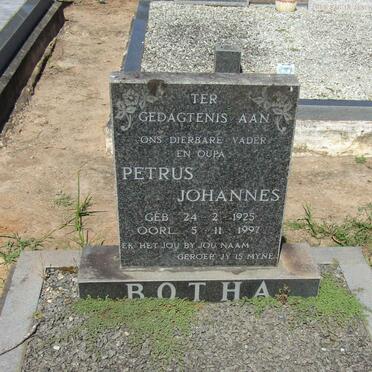 TER
GEDAGTENIS AAN
ONS DIERBARE VADER
EN OUPA
PETRUS
JOHANNES
GEB. 24 · 2 · 1925
OORL. 5 · 11 · 1997
EK HET JOU BY JOU NAAM
GEROEP, JY IS MYNE
BOTHA